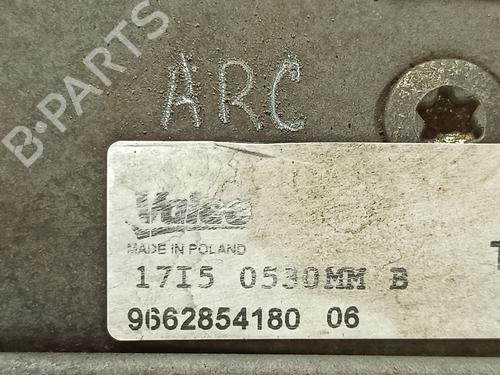 B-PARTS
ARC
Valeo
MADE IN POLAND
17I5 0530MM B
9662854180 06
T